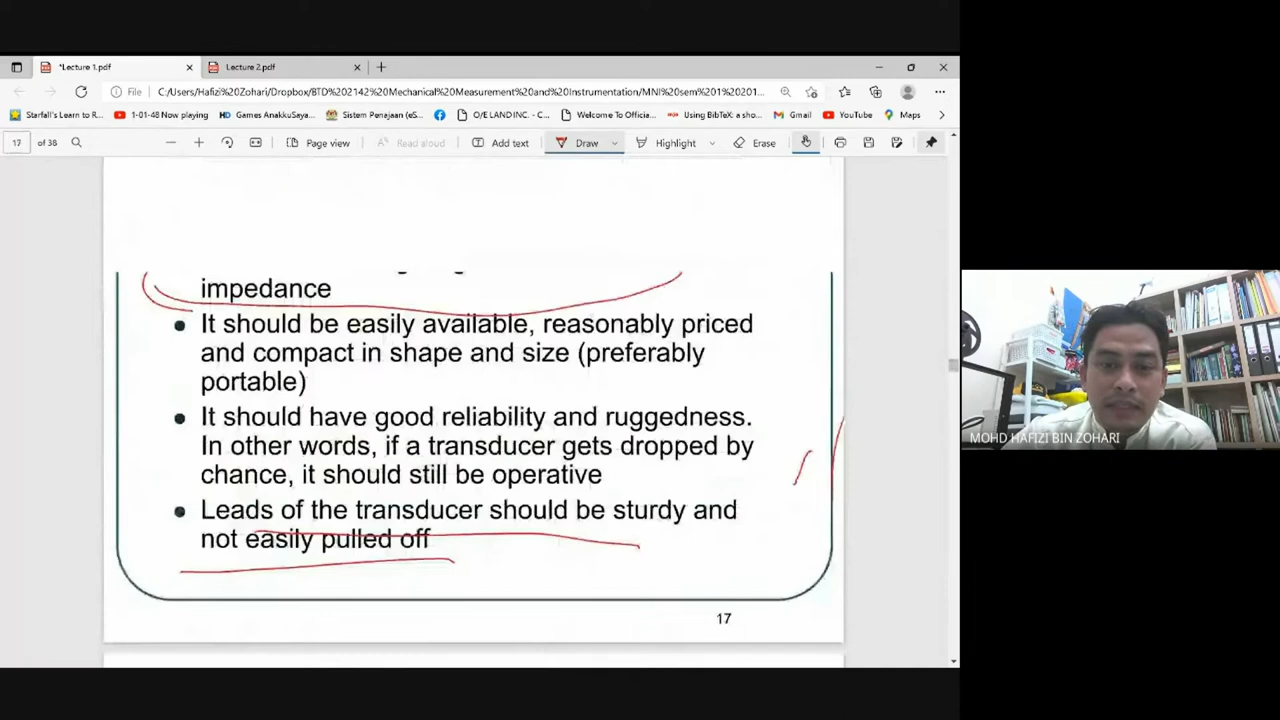 *Lecture 1.pdf
Lecture 2.pdf
File
C:/Users/Hafizi%20Zohari/Dropbox/BTD%202142%20Mechanical%20Measurement%20and%20Instrumentation/MNI%20sem%201%20201...
Starfall's Learn to R...
1-01-48 Now playing
HD Games AnakkuSaya...
Sistem Penajaan (eS...
O/E LAND INC. - C...
Welcome To Officia...
Using BibTeX: a sho...
Gmail
YouTube
Maps
17 of 38
Page view
Read aloud
Add text
Draw
Highlight
Erase
impedance
• It should be easily available, reasonably priced
and compact in shape and size (preferably
portable)
• It should have good reliability and ruggedness.
In other words, if a transducer gets dropped by
chance, it should still be operative
• Leads of the transducer should be sturdy and
not easily pulled off
17
MOHD HAFIZI BIN ZOHARI